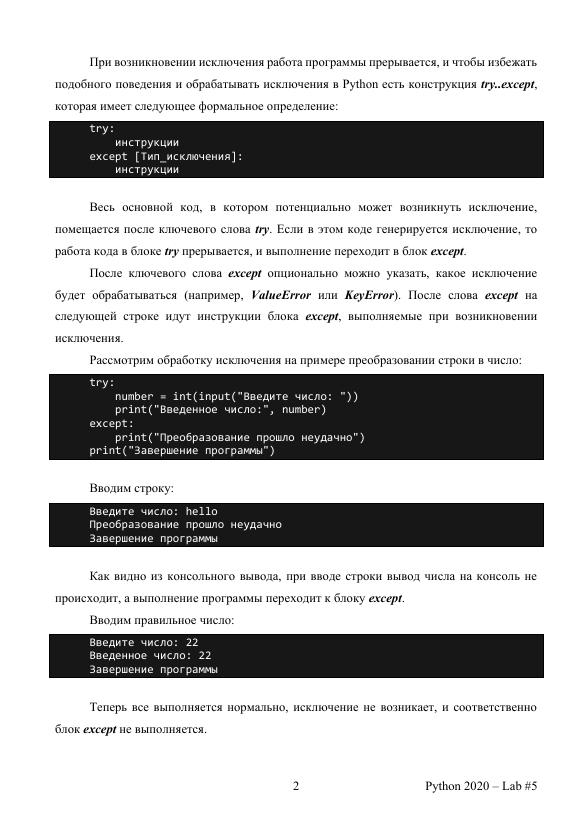 При возникновении исключения работа программы прерывается, и чтобы избежать
подобного поведения и обрабатывать исключения в Python есть конструкция try..except,
которая имеет следующее формальное определение:
try:
    инструкции
except [Тип_исключения]:
    инструкции
Весь основной код, в котором потенциально может возникнуть исключение,
помещается после ключевого слова try. Если в этом коде генерируется исключение, то
работа кода в блоке try прерывается, и выполнение переходит в блок except.
После ключевого слова except опционально можно указать, какое исключение
будет обрабатываться (например, ValueError или KeyError). После слова except на
следующей строке идут инструкции блока except, выполняемые при возникновении
исключения.
Рассмотрим обработку исключения на примере преобразовании строки в число:
try:
    number = int(input("Введите число: "))
    print("Введенное число:", number)
except:
    print("Преобразование прошло неудачно")
print("Завершение программы")
Вводим строку:
Введите число: hello
Преобразование прошло неудачно
Завершение программы
Как видно из консольного вывода, при вводе строки вывод числа на консоль не
происходит, а выполнение программы переходит к блоку except.
Вводим правильное число:
Введите число: 22
Введенное число: 22
Завершение программы
Теперь все выполняется нормально, исключение не возникает, и соответственно
блок except не выполняется.
2 Python 2020 – Lab #5